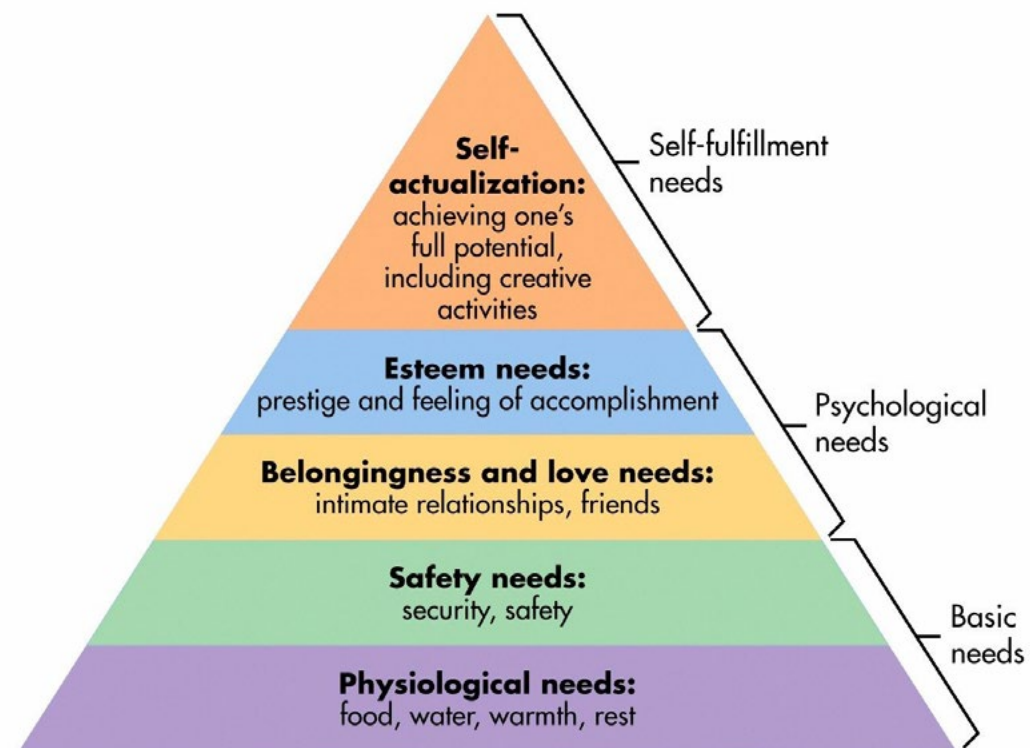 Self-
actualization:
achieving one's
full potential,
including creative
activities
Self-fulfillment
needs
Esteem needs:
prestige and feeling of accomplishment
Psychological
needs
Belongingness and love needs:
intimate relationships, friends
Safety needs:
security, safety
Basic
needs
Physiological needs:
food, water, warmth, rest